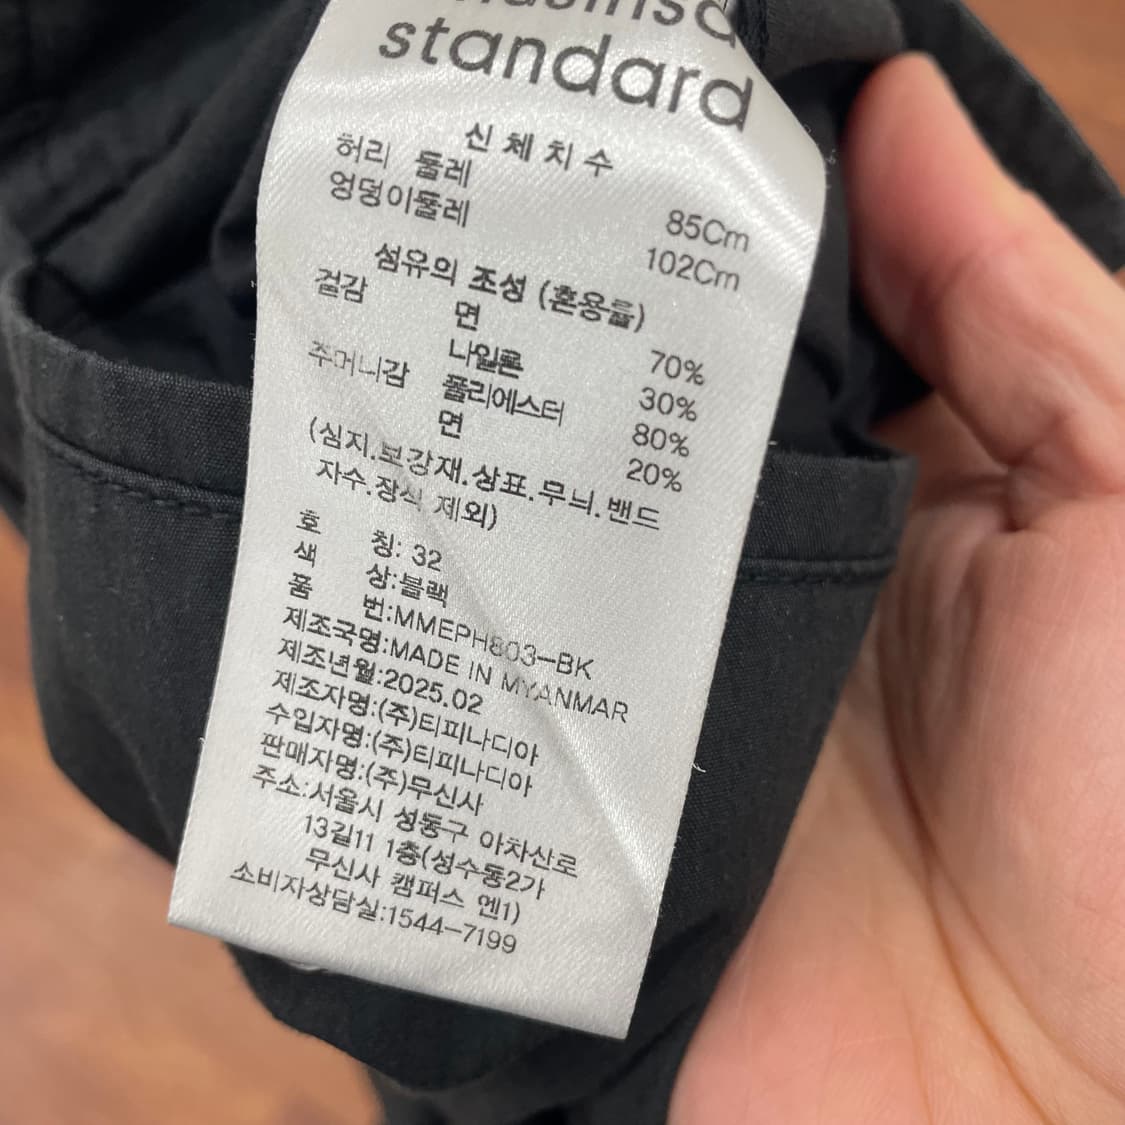 standard
신체치수
허리 둘레 85Cm
엉덩이둘레 102Cm
섬유의 조성 (혼용률)
겉감 면 70%
나일론 30%
주머니감 폴리에스터 80%
면 20%
(심지.보강재.상표.무늬.밴드
자수.장식 제외)
호 칭: 32
색 상:블랙
품 번:MMEPH803-BK
제조국명:MADE IN MYANMAR
제조년월:2025.02
제조자명:(주)티피나디아
수입자명:(주)티피나디아
판매자명:(주)무신사
주소:서울시 성동구 아차산로
13길11 1층(성수동2가
무신사 캠퍼스 엔1)
소비자상담실:1544-7199